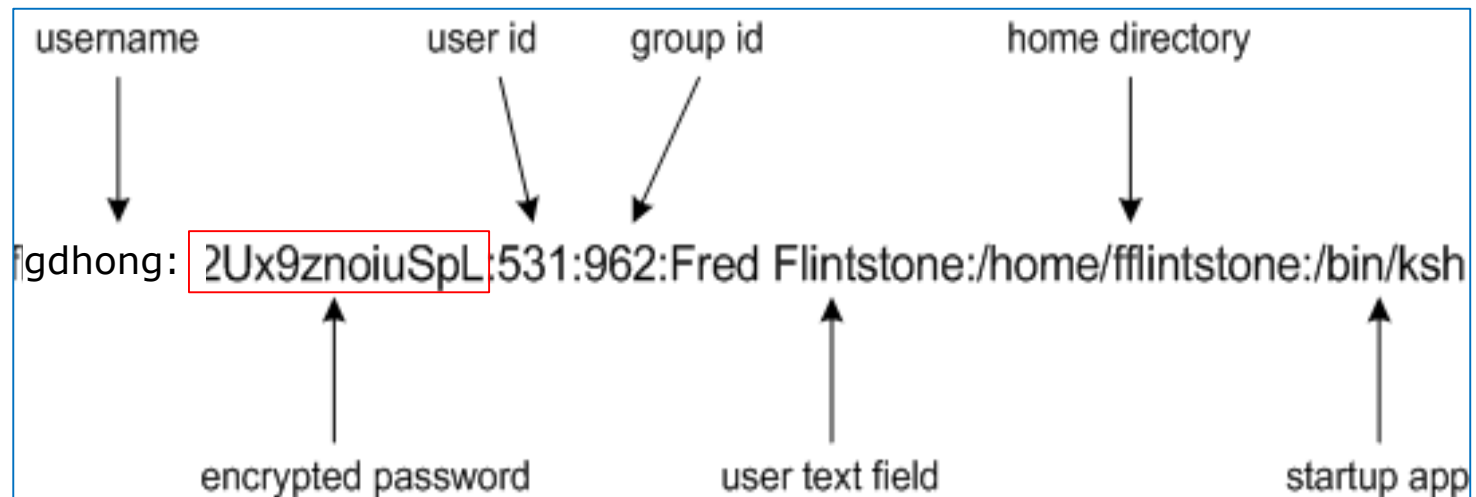 username user id group id home directory
gdhong: 2Ux9znoiuSpL:531:962:Fred Flintstone:/home/fflintstone:/bin/ksh
encrypted password user text field startup app